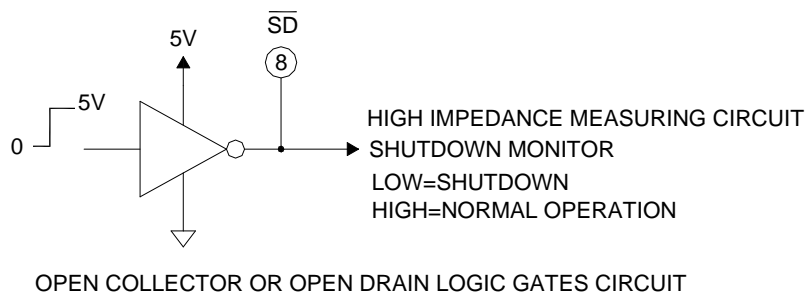 SD
5V
8
5V
0
HIGH IMPEDANCE MEASURING CIRCUIT
SHUTDOWN MONITOR
LOW=SHUTDOWN
HIGH=NORMAL OPERATION
OPEN COLLECTOR OR OPEN DRAIN LOGIC GATES CIRCUIT